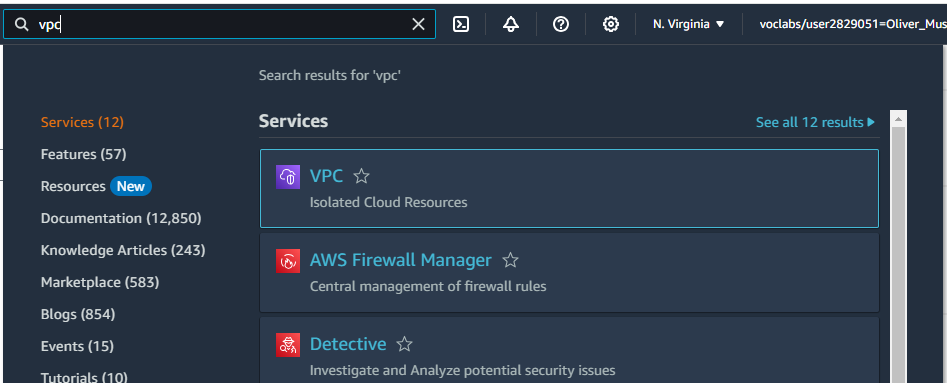 vpc
N. Virginia
voclabs/user2829051=Oliver_Mus
Search results for 'vpc'
Services (12)
Features (57)
Resources New
Documentation (12,850)
Knowledge Articles (243)
Marketplace (583)
Blogs (854)
Events (15)
Tutorials (10)
Services
See all 12 results
VPC
Isolated Cloud Resources
AWS Firewall Manager
Central management of firewall rules
Detective
Investigate and Analyze potential security issues